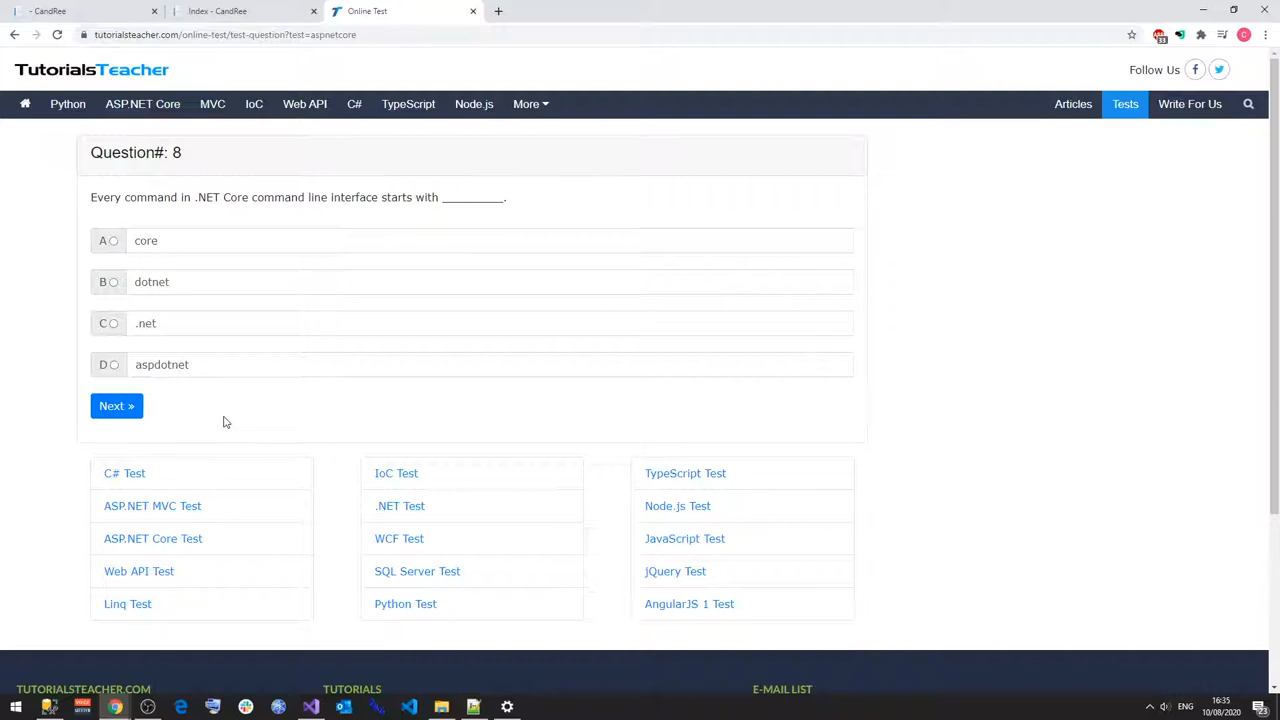 - CandRee
Index - CandRee
Online Test
tutorialsteacher.com/online-test/test-question?test=aspnetcore
33
C
TutorialsTeacher
Follow Us
Python
ASP.NET Core
MVC
IoC
Web API
C#
TypeScript
Node.js
More
Articles
Tests
Write For Us
Question#: 8
Every command in .NET Core command line interface starts with __________.
A
core
B
dotnet
C
.net
D
aspdotnet
Next »
C# Test
ASP.NET MVC Test
ASP.NET Core Test
Web API Test
Linq Test
IoC Test
.NET Test
WCF Test
SQL Server Test
Python Test
TypeScript Test
Node.js Test
JavaScript Test
jQuery Test
AngularJS 1 Test
TUTORIALSTEACHER.COM
TUTORIALS
E-MAIL LIST
ENG
16:35
10/08/2020
23